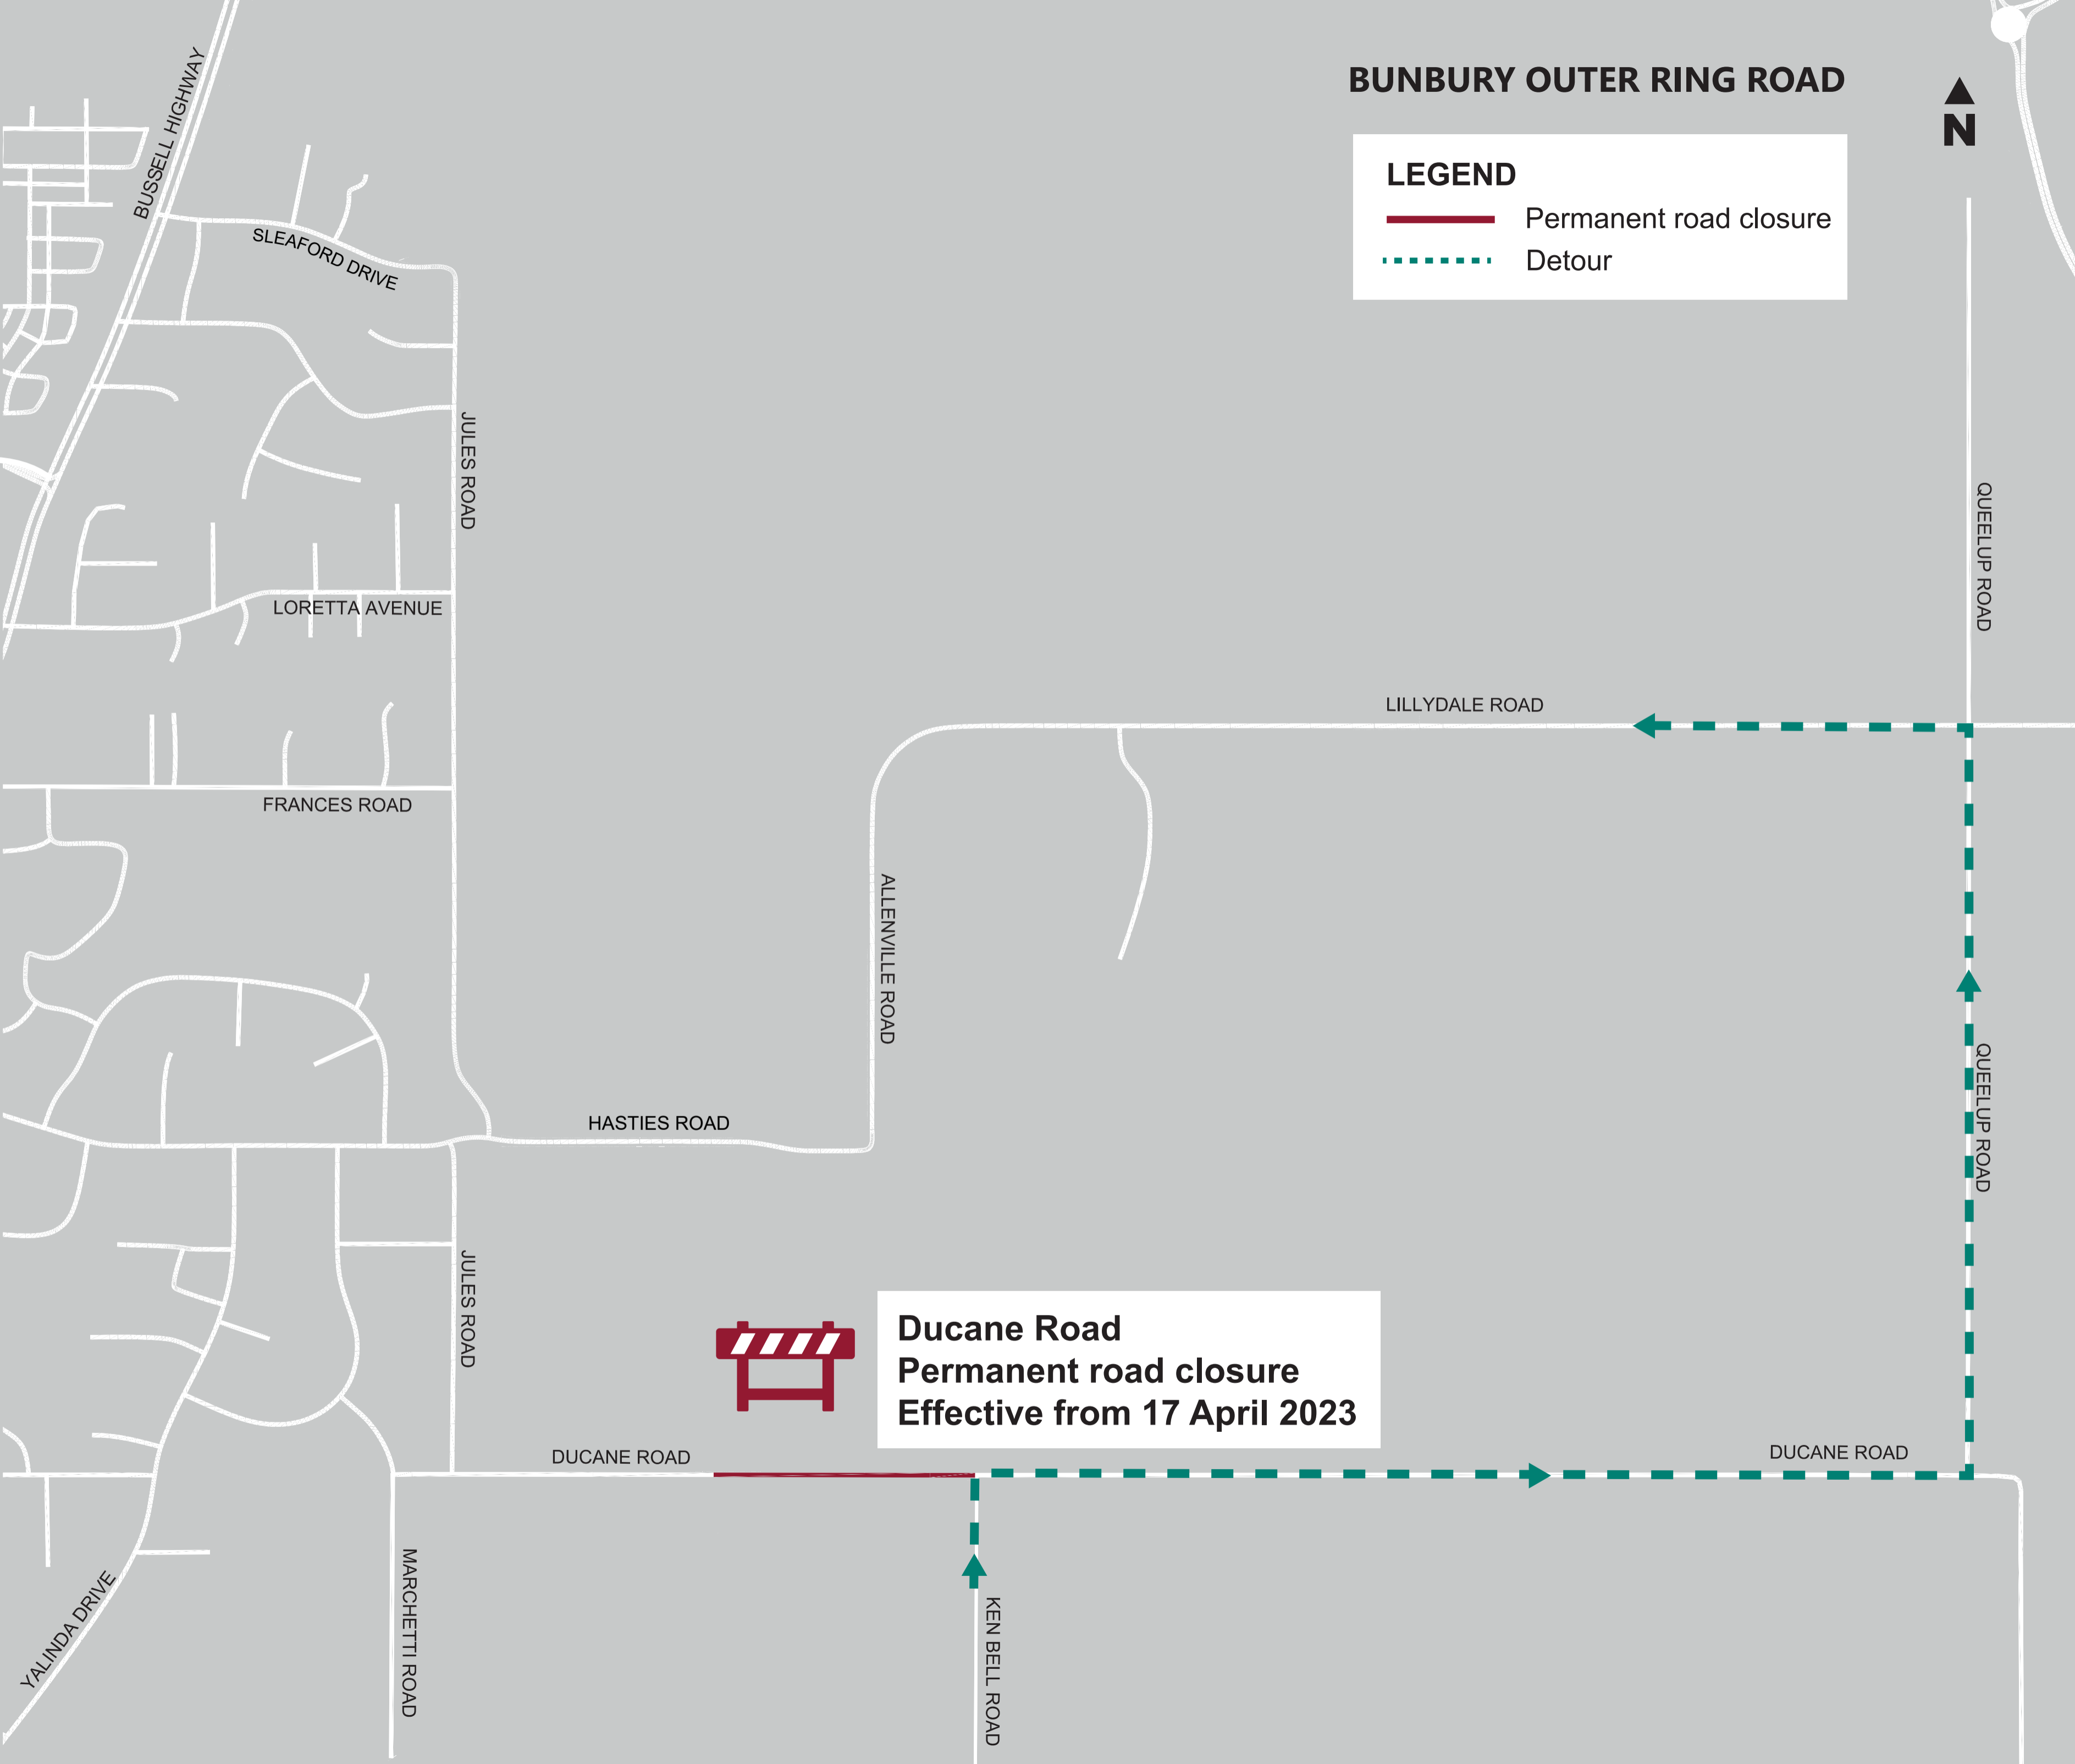 BUNBURY OUTER RING ROAD
N
LEGEND
Permanent road closure
Detour
BUSSELL HIGHWAY
SLEAFORD DRIVE
JULES ROAD
QUEELUP ROAD
LORETTA AVENUE
LILLYDALE ROAD
FRANCES ROAD
ALLENVILLE ROAD
QUEELUP ROAD
HASTIES ROAD
JULES ROAD
Ducane Road
Permanent road closure
Effective from 17 April 2023
DUCANE ROAD
DUCANE ROAD
MARCHETTI ROAD
YALINDA DRIVE
KEN BELL ROAD